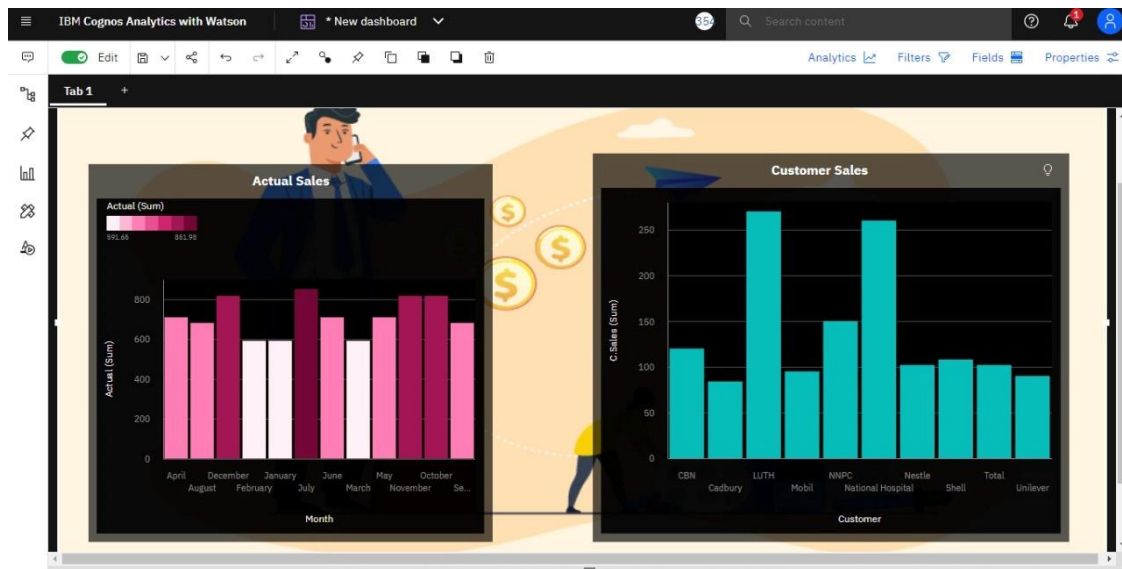 IBM Cognos Analytics with Watson
* New dashboard
354
Search content
1
Edit
Analytics
Filters
Fields
Properties
Tab 1
+
Actual Sales
Actual (Sum)
591.65 851.98
800
600
400
200
0
Actual (Sum)
April December January June May October
August February July March November Se...
Month
Customer Sales
250
200
150
100
50
0
C.Sales (Sum)
CBN LUTH NNPC Nestle Total
Cadbury Mobil National Hospital Shell Unilever
Customer